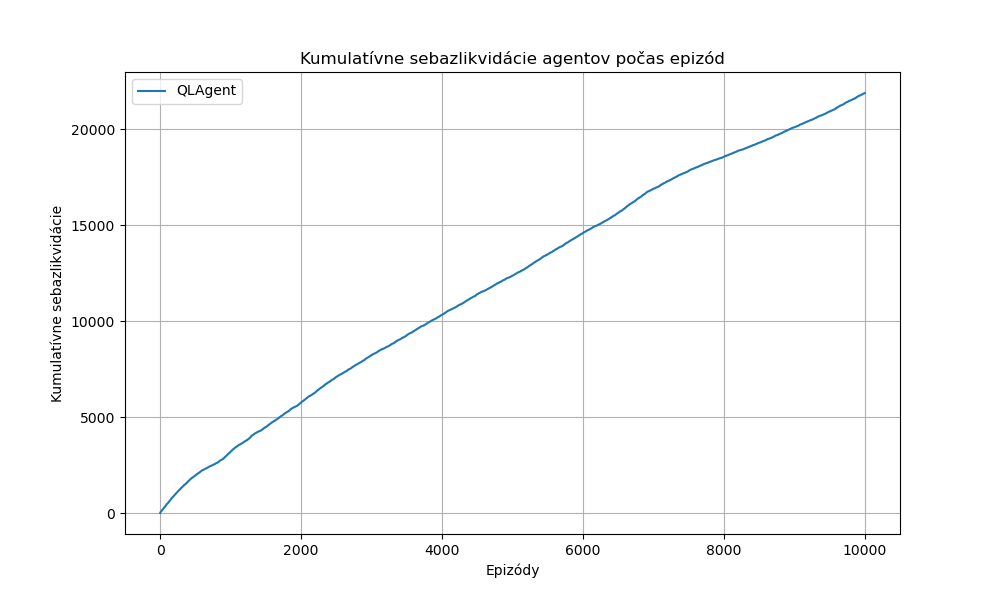 Kumulatívne sebazlikvidácie agentov počas epizód
QLAgent
Kumulatívne sebazlikvidácie
20000
15000
10000
5000
0
0 2000 4000 6000 8000 10000
Epizódy